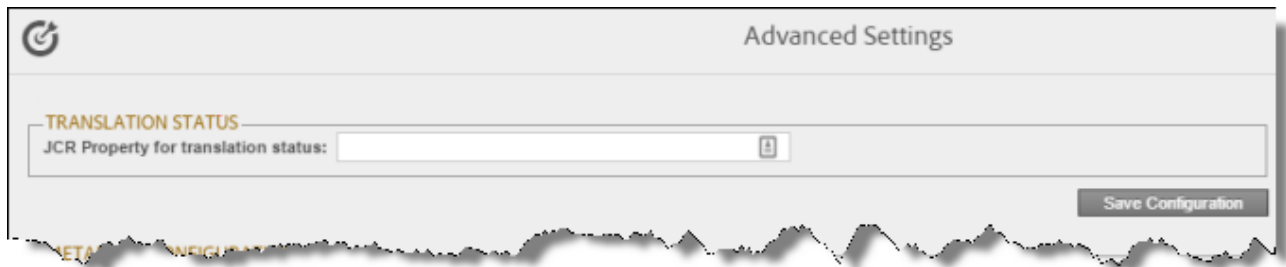 Advanced Settings
TRANSLATION STATUS
JCR Property for translation status:
Save Configuration